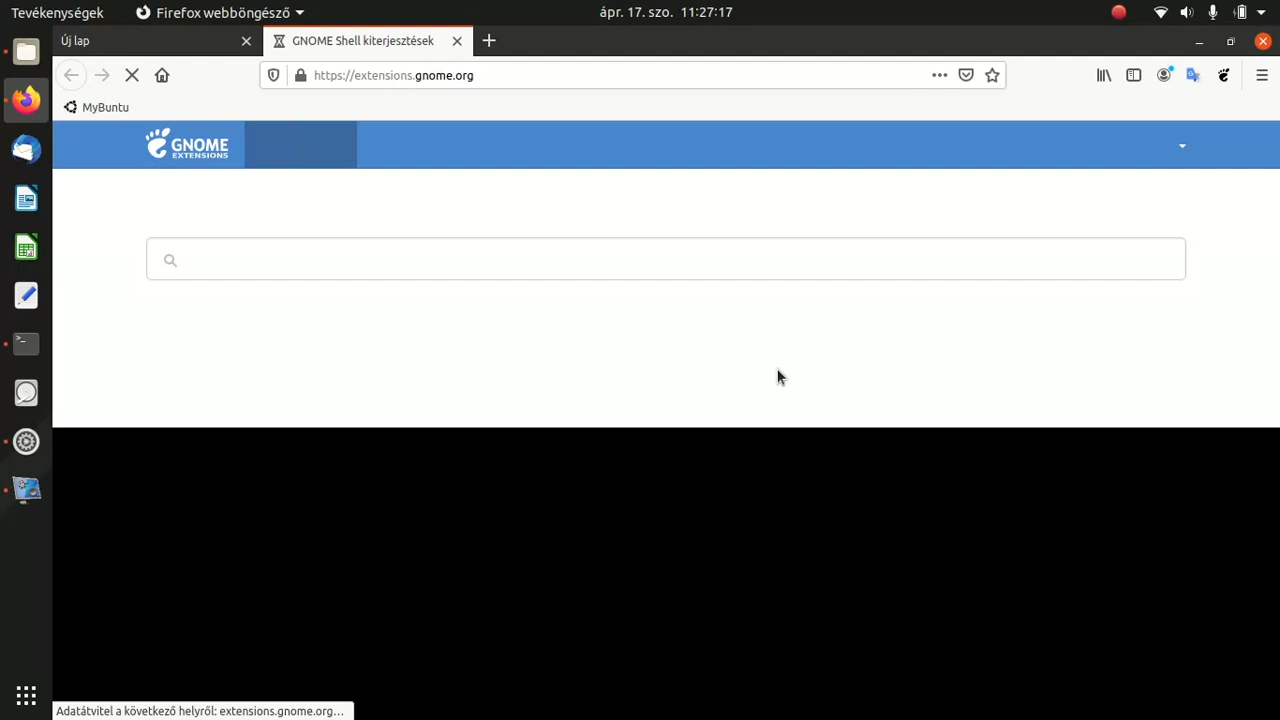 Tevékenységek
Firefox webböngésző
ápr. 17. szo. 11:27:17
Új lap
GNOME Shell kiterjesztések
https://extensions.gnome.org
MyBuntu
GNOME
EXTENSIONS
Adatátvitel a következő helyről: extensions.gnome.org…